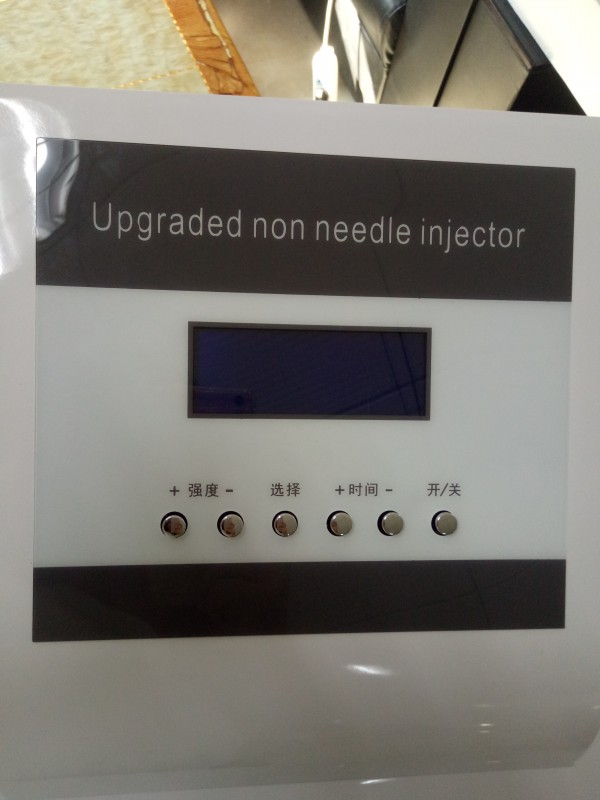 Upgraded non needle injector
+ 强度 - 选择 + 时间 - 开/关